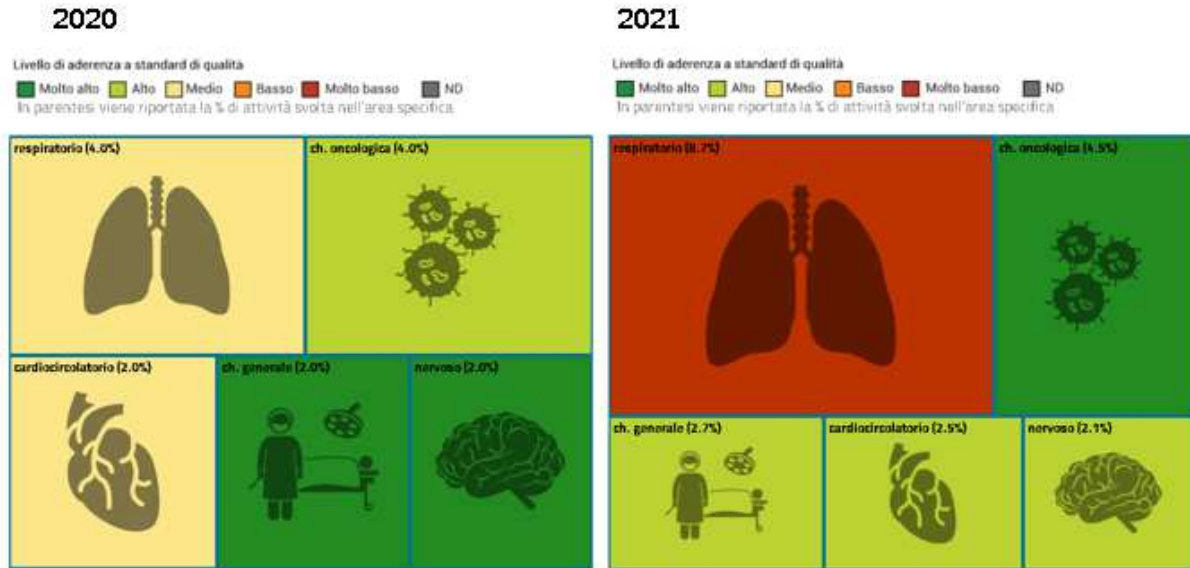 2020
Livello di aderenza a standard di qualità
Molto alto Alto Medio Basso Molto basso ND
In parentesi viene riportata la % di attività svolta nell'area specifica
respiratorio (4.0%)
ch. oncologica (4.0%)
cardiocircolatorio (2.0%)
ch. generale (2.0%)
nervoso (2.0%)
2021
Livello di aderenza a standard di qualità
Molto alto Alto Medio Basso Molto basso ND
In parentesi viene riportata la % di attività svolta nell'area specifica
respiratorio (8.7%)
ch. oncologica (4.5%)
ch. generale (2.7%)
cardiocircolatorio (2.5%)
nervoso (2.1%)